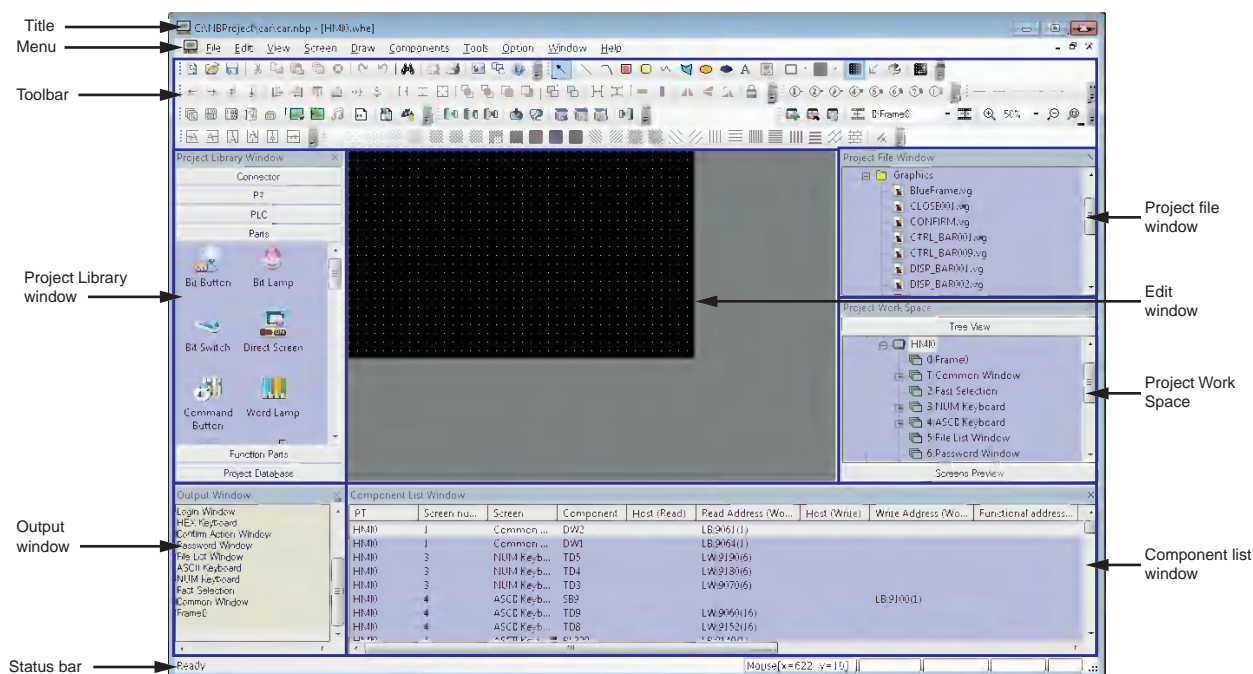 Title
C:\NBProject\car\car.nbp - [HMI0.whe]
Menu
File Edit View Screen Draw Components Tools Option Window Help
Toolbar
0:Frame0
50%
Project Library Window
Connector
PT
PLC
Parts
Bit Button Bit Lamp
Bit Switch Direct Screen
Command Button Word Lamp
Function Parts
Project Database
Project Library window
Edit window
Project File Window
Graphics
BlueFrame.vg
CLOSE001.vg
CONFIRM.vg
CTRL_BAR001.vg
CTRL_BAR009.vg
DISP_BAR001.vg
DISP_BAR002.vg
Project file window
Project Work Space
Tree View
HMI0
0:Frame0
1:Common Window
2:Fast Selection
3:NUM Keyboard
4:ASCII Keyboard
5:File List Window
6:Password Window
Screens Preview
Project Work Space
Output Window
Login Window
HEX Keyboard
Confirm Action Window
Password Window
File List Window
ASCII Keyboard
NUM Keyboard
Fast Selection
Common Window
Frame0
Output window
Component List Window
PT Screen nu... Screen Component Host (Read) Read Address (Wo... Host (Write) Write Address (Wo... Functional address...
HMI0 1 Common ... DW2 LB:9061(1)
HMI0 1 Common ... DW1 LB:9064(1)
HMI0 3 NUM Keyb... TD5 LW:9190(6)
HMI0 3 NUM Keyb... TD4 LW:9180(6)
HMI0 3 NUM Keyb... TD3 LW:9070(6)
HMI0 4 ASCII Keyb... SB9 LB:9100(1)
HMI0 4 ASCII Keyb... TD9 LW:9060(16)
HMI0 4 ASCII Keyb... TD8 LW:9152(16)
Component list window
Status bar
Ready
Mouse[x=622 y=10]